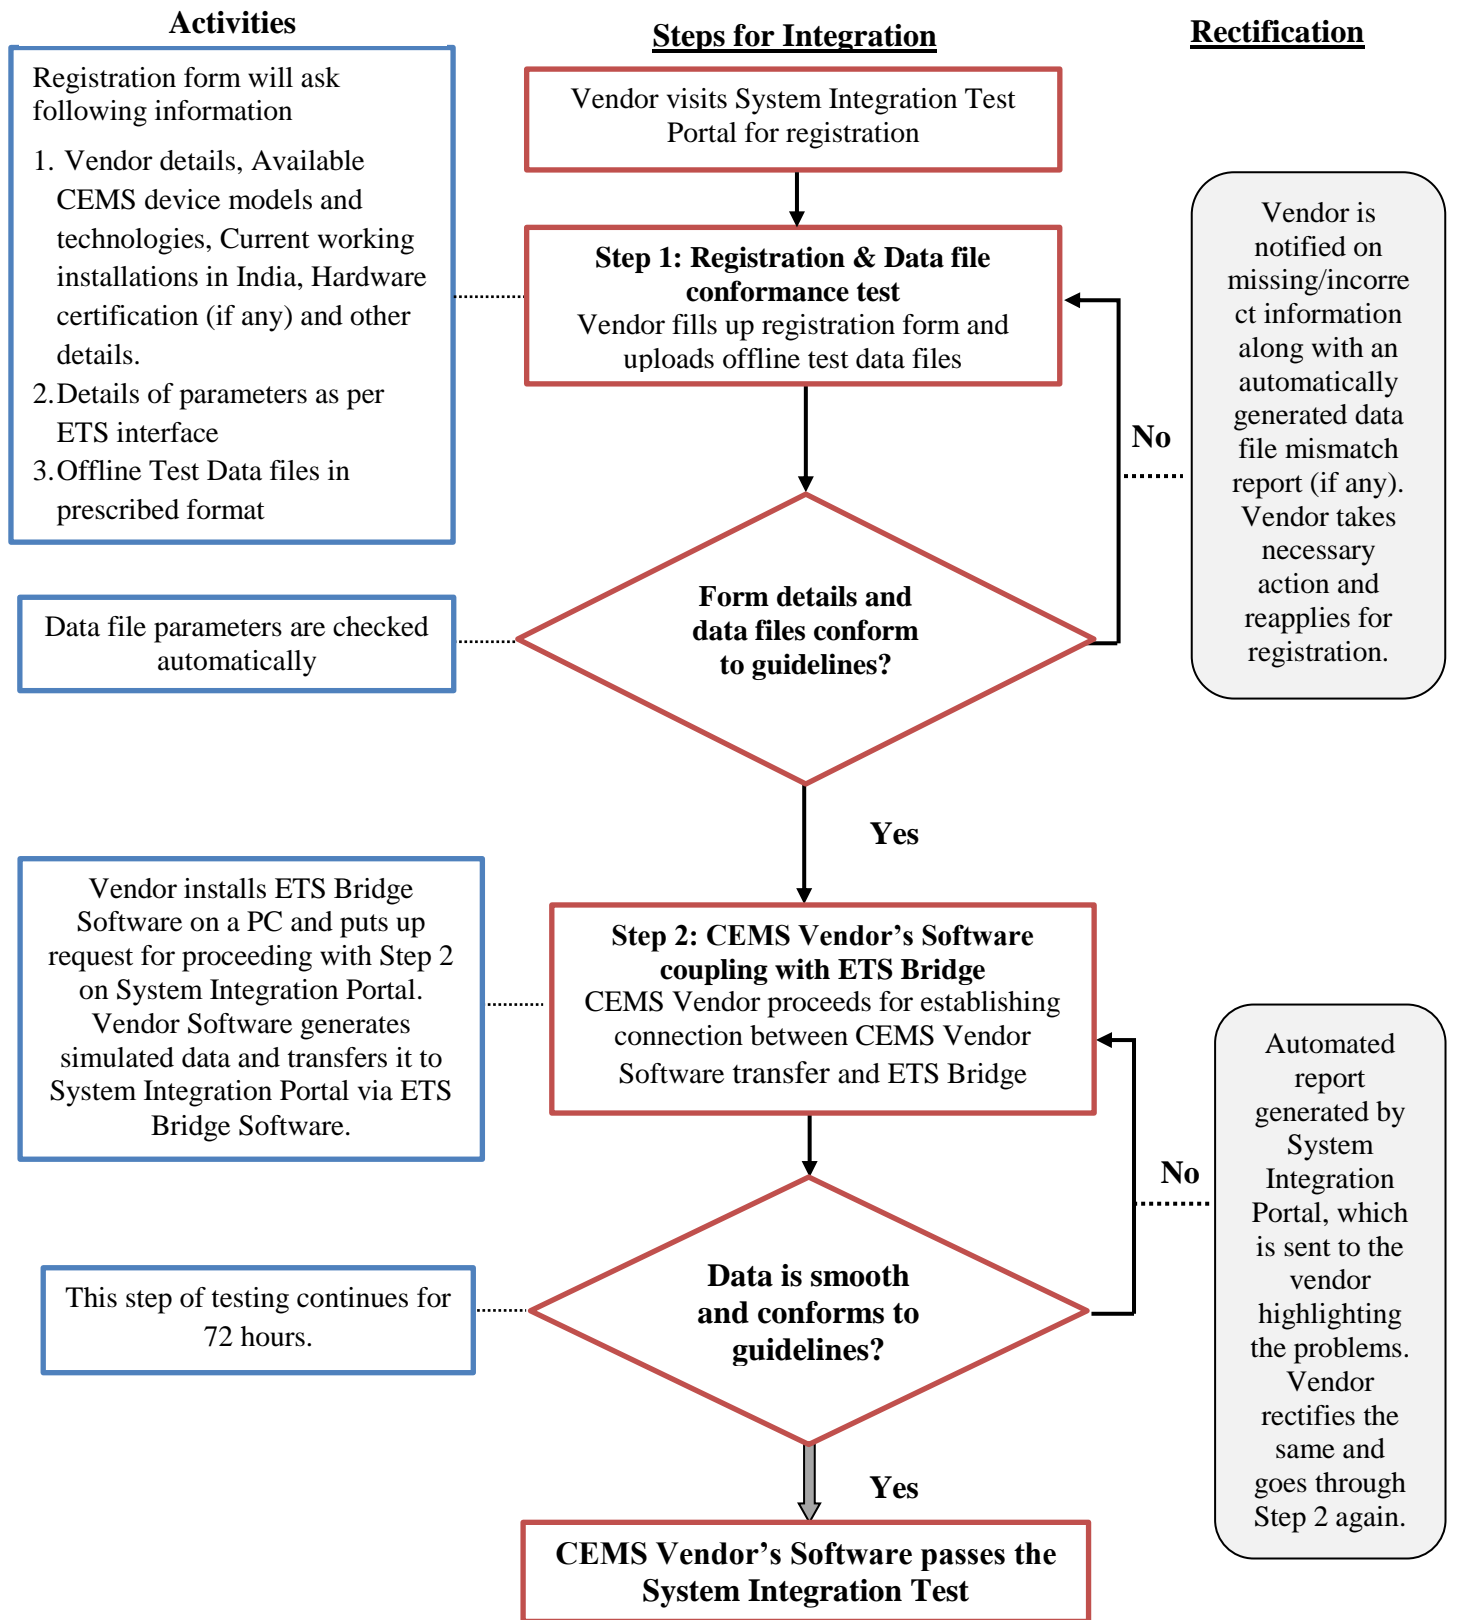 Activities
Steps for Integration
Rectification
Registration form will ask
following information
1. Vendor details, Available
CEMS device models and
technologies, Current working
installations in India, Hardware
certification (if any) and other
details.
2.Details of parameters as per
ETS interface
3.Offline Test Data files in
prescribed format
Vendor visits System Integration Test
Portal for registration
Step 1: Registration & Data file
conformance test
Vendor fills up registration form and
uploads offline test data files
Vendor is
notified on
missing/incorre
ct information
along with an
automatically
generated data
file mismatch
report (if any).
Vendor takes
necessary
action and
reapplies for
registration.
No
Data file parameters are checked
automatically
Form details and
data files conform
to guidelines?
Yes
Vendor installs ETS Bridge
Software on a PC and puts up
request for proceeding with Step 2
on System Integration Portal.
Vendor Software generates
simulated data and transfers it to
System Integration Portal via ETS
Bridge Software.
Step 2: CEMS Vendor’s Software
coupling with ETS Bridge
CEMS Vendor proceeds for establishing
connection between CEMS Vendor
Software transfer and ETS Bridge
Automated
report
generated by
System
Integration
Portal, which
is sent to the
vendor
highlighting
the problems.
Vendor
rectifies the
same and
goes through
Step 2 again.
No
This step of testing continues for
72 hours.
Data is smooth
and conforms to
guidelines?
Yes
CEMS Vendor’s Software passes the
System Integration Test